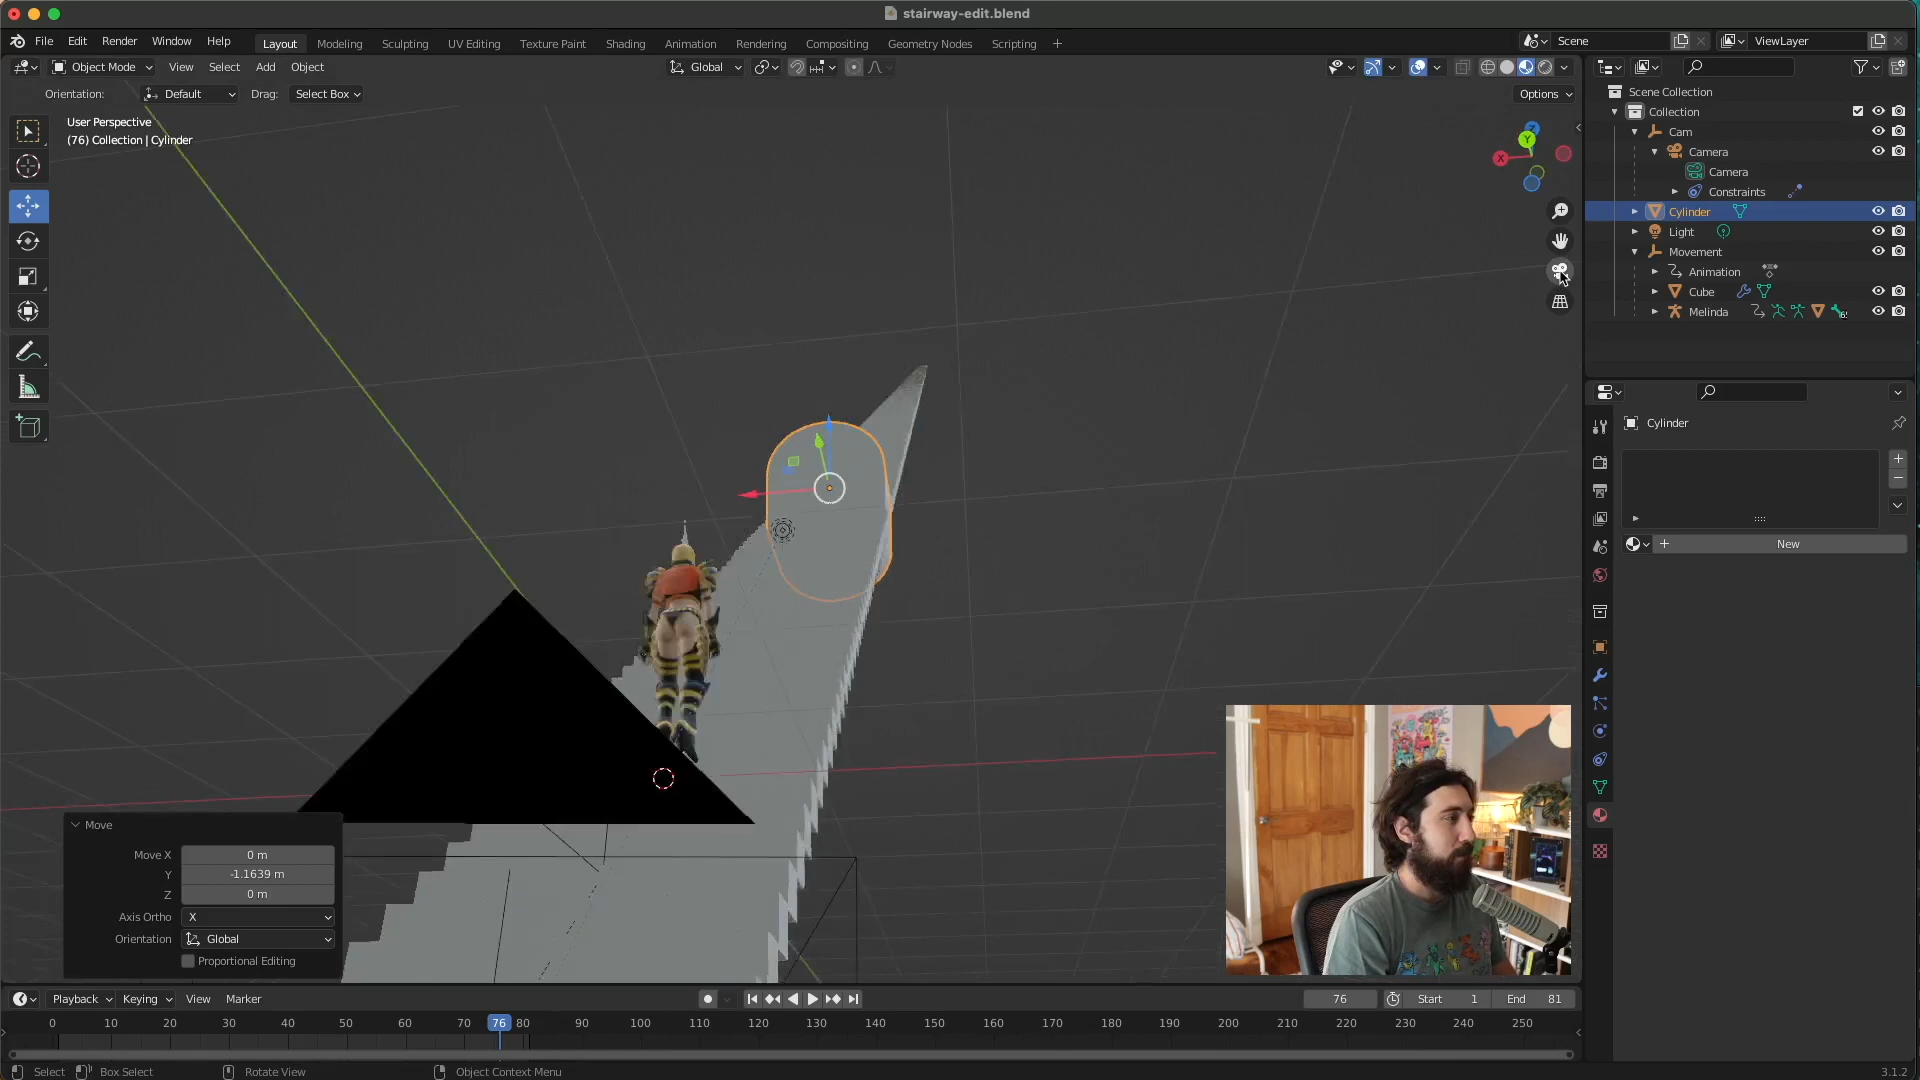 stairway-edit.blend
File Edit Render Window Help
Layout Modeling Sculpting UV Editing Texture Paint Shading Animation Rendering Compositing Geometry Nodes Scripting +
Scene
ViewLayer
Object Mode View Select Add Object
Global
Orientation: Default Drag: Select Box
Options
User Perspective
(76) Collection | Cylinder
Z
Y
X
Scene Collection
Collection
Cam
Camera
Camera
Constraints
Cylinder
Light
Movement
Animation
Cube
Melinda
Cylinder
New
Move
Move X 0 m
Y -1.1639 m
Z 0 m
Axis Ortho X
Orientation Global
Proportional Editing
Playback Keying View Marker
76
Start 1
End 81
0 10 20 30 40 50 60 70 76 80 90 100 110 120 130 140 150 160 170 180 190 200 210 220 230 240 250
Select Box Select Rotate View Object Context Menu
3.1.2